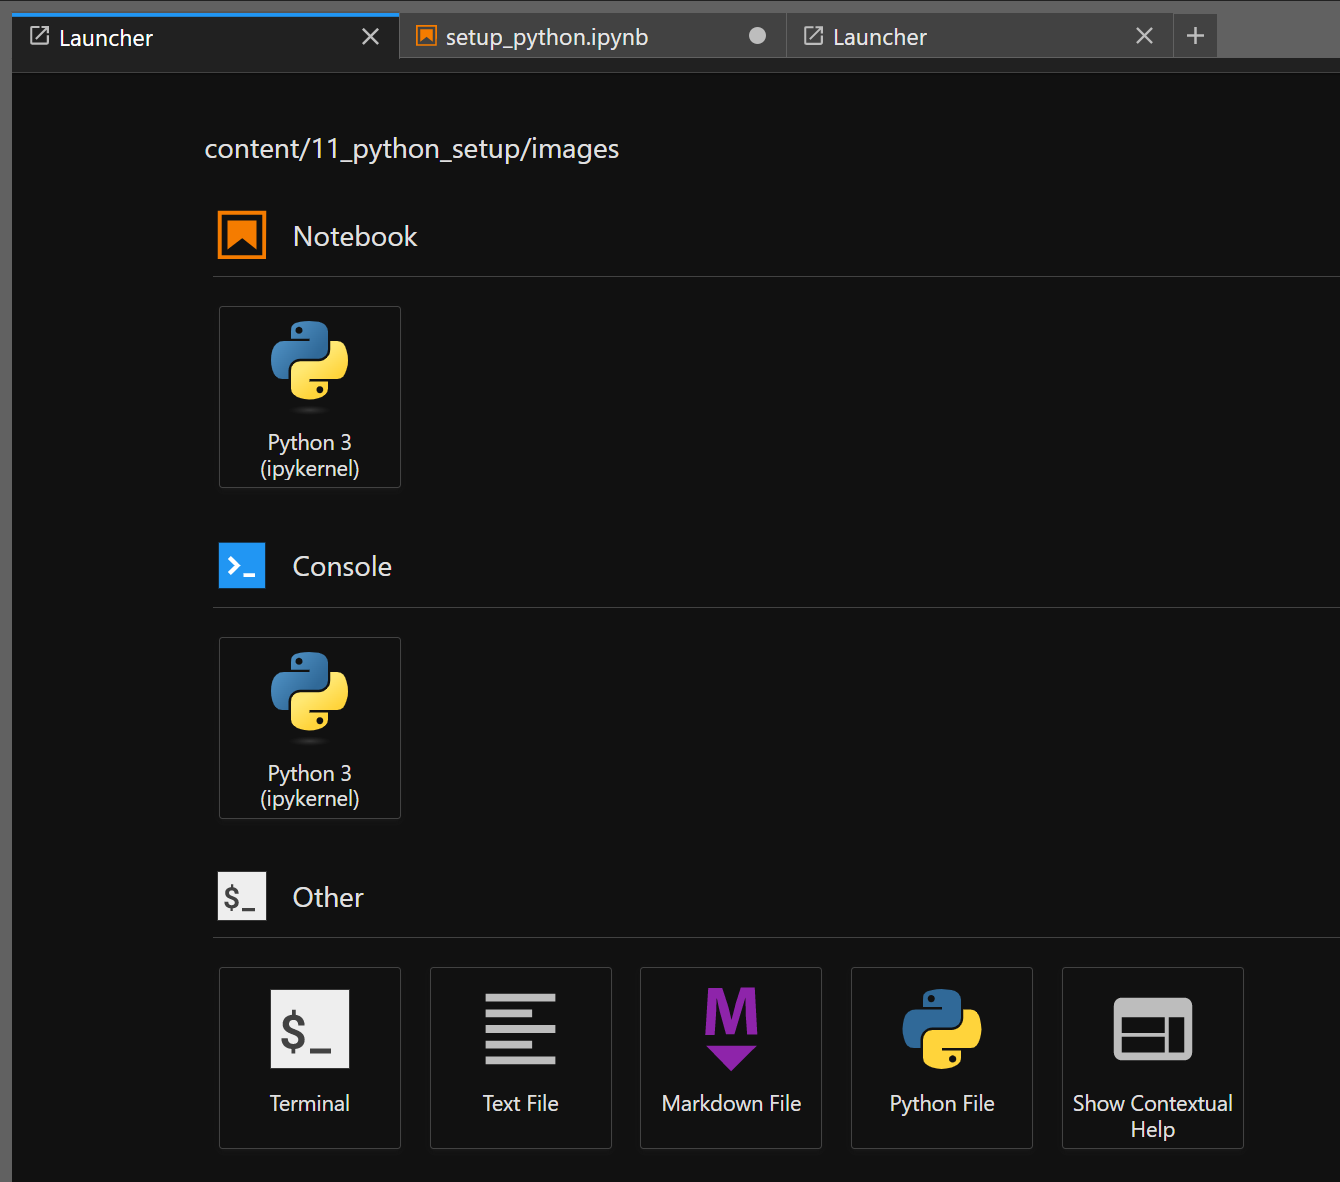 Launcher
setup_python.ipynb
Launcher
content/11_python_setup/images
Notebook
Python 3
(ipykernel)
Console
Python 3
(ipykernel)
$_ Other
$_
Terminal
Text File
M
Markdown File
Python File
Show Contextual
Help